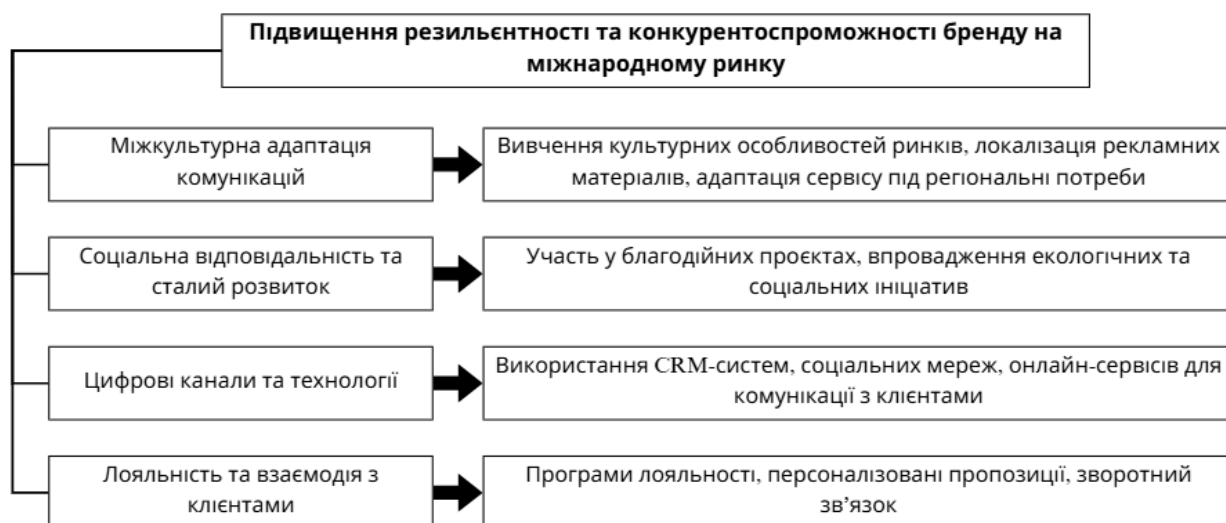 Підвищення резильєнтності та конкурентоспроможності бренду на
міжнародному ринку
Міжкультурна адаптація
комунікацій
Вивчення культурних особливостей ринків, локалізація рекламних
матеріалів, адаптація сервісу під регіональні потреби
Соціальна відповідальність та
сталий розвиток
Участь у благодійних проєктах, впровадження екологічних та
соціальних ініціатив
Цифрові канали та технології
Використання CRM-систем, соціальних мереж, онлайн-сервісів для
комунікації з клієнтами
Лояльність та взаємодія з
клієнтами
Програми лояльності, персоналізовані пропозиції, зворотний
зв’язок